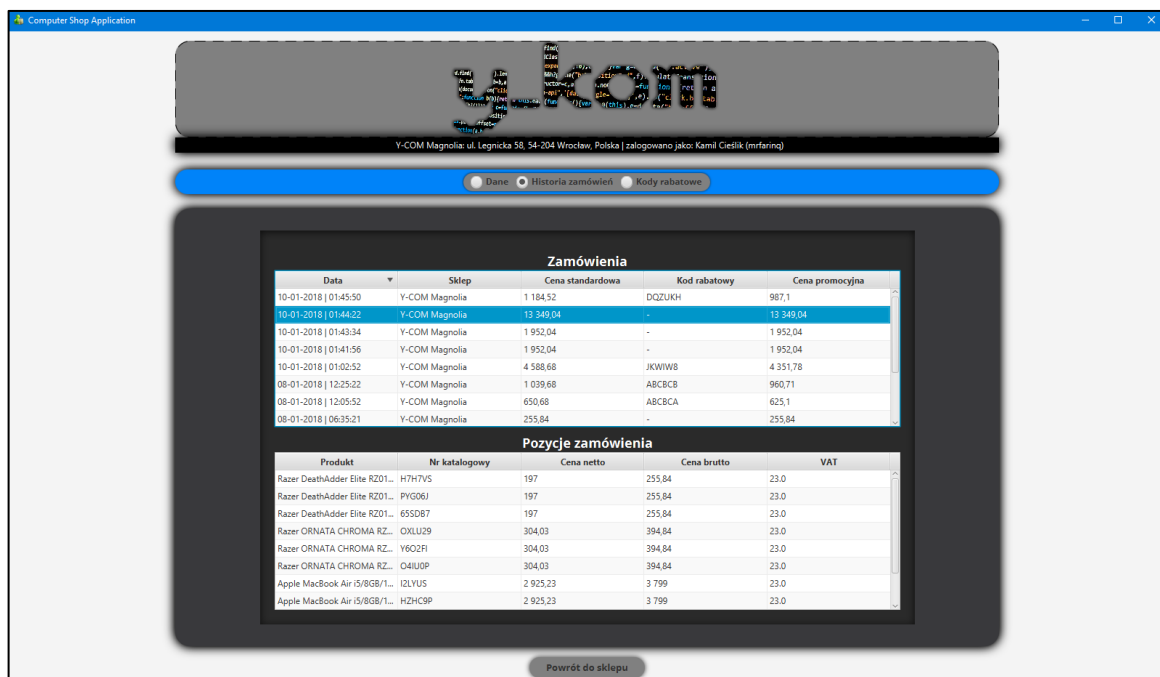 Computer Shop Application
y-kom
Y-COM Magnolia: ul. Legnicka 58, 54-204 Wrocław, Polska | zalogowano jako: Kamil Cieślik (mrfarinq)
Dane Historia zamówień Kody rabatowe
Zamówienia
Data Sklep Cena standardowa Kod rabatowy Cena promocyjna
10-01-2018 | 01:45:50 Y-COM Magnolia 1 184,52 DQZUKH 987,1
10-01-2018 | 01:44:22 Y-COM Magnolia 13 349,04 - 13 349,04
10-01-2018 | 01:43:34 Y-COM Magnolia 1 952,04 - 1 952,04
10-01-2018 | 01:41:56 Y-COM Magnolia 1 952,04 - 1 952,04
10-01-2018 | 01:02:52 Y-COM Magnolia 4 588,68 JKWIW8 4 351,78
08-01-2018 | 12:25:22 Y-COM Magnolia 1 039,68 ABCBCB 960,71
08-01-2018 | 12:05:52 Y-COM Magnolia 650,68 ABCBCA 625,1
08-01-2018 | 06:35:21 Y-COM Magnolia 255,84 - 255,84
Pozycje zamówienia
Produkt Nr katalogowy Cena netto Cena brutto VAT
Razer DeathAdder Elite RZ01... H7H7VS 197 255,84 23.0
Razer DeathAdder Elite RZ01... PYG06J 197 255,84 23.0
Razer DeathAdder Elite RZ01... 65SDB7 197 255,84 23.0
Razer ORNATA CHROMA RZ... OXLU29 304,03 394,84 23.0
Razer ORNATA CHROMA RZ... Y6O2FI 304,03 394,84 23.0
Razer ORNATA CHROMA RZ... O4IU0P 304,03 394,84 23.0
Apple MacBook Air i5/8GB/1... I2LYUS 2 925,23 3 799 23.0
Apple MacBook Air i5/8GB/1... HZHC9P 2 925,23 3 799 23.0
Powrót do sklepu